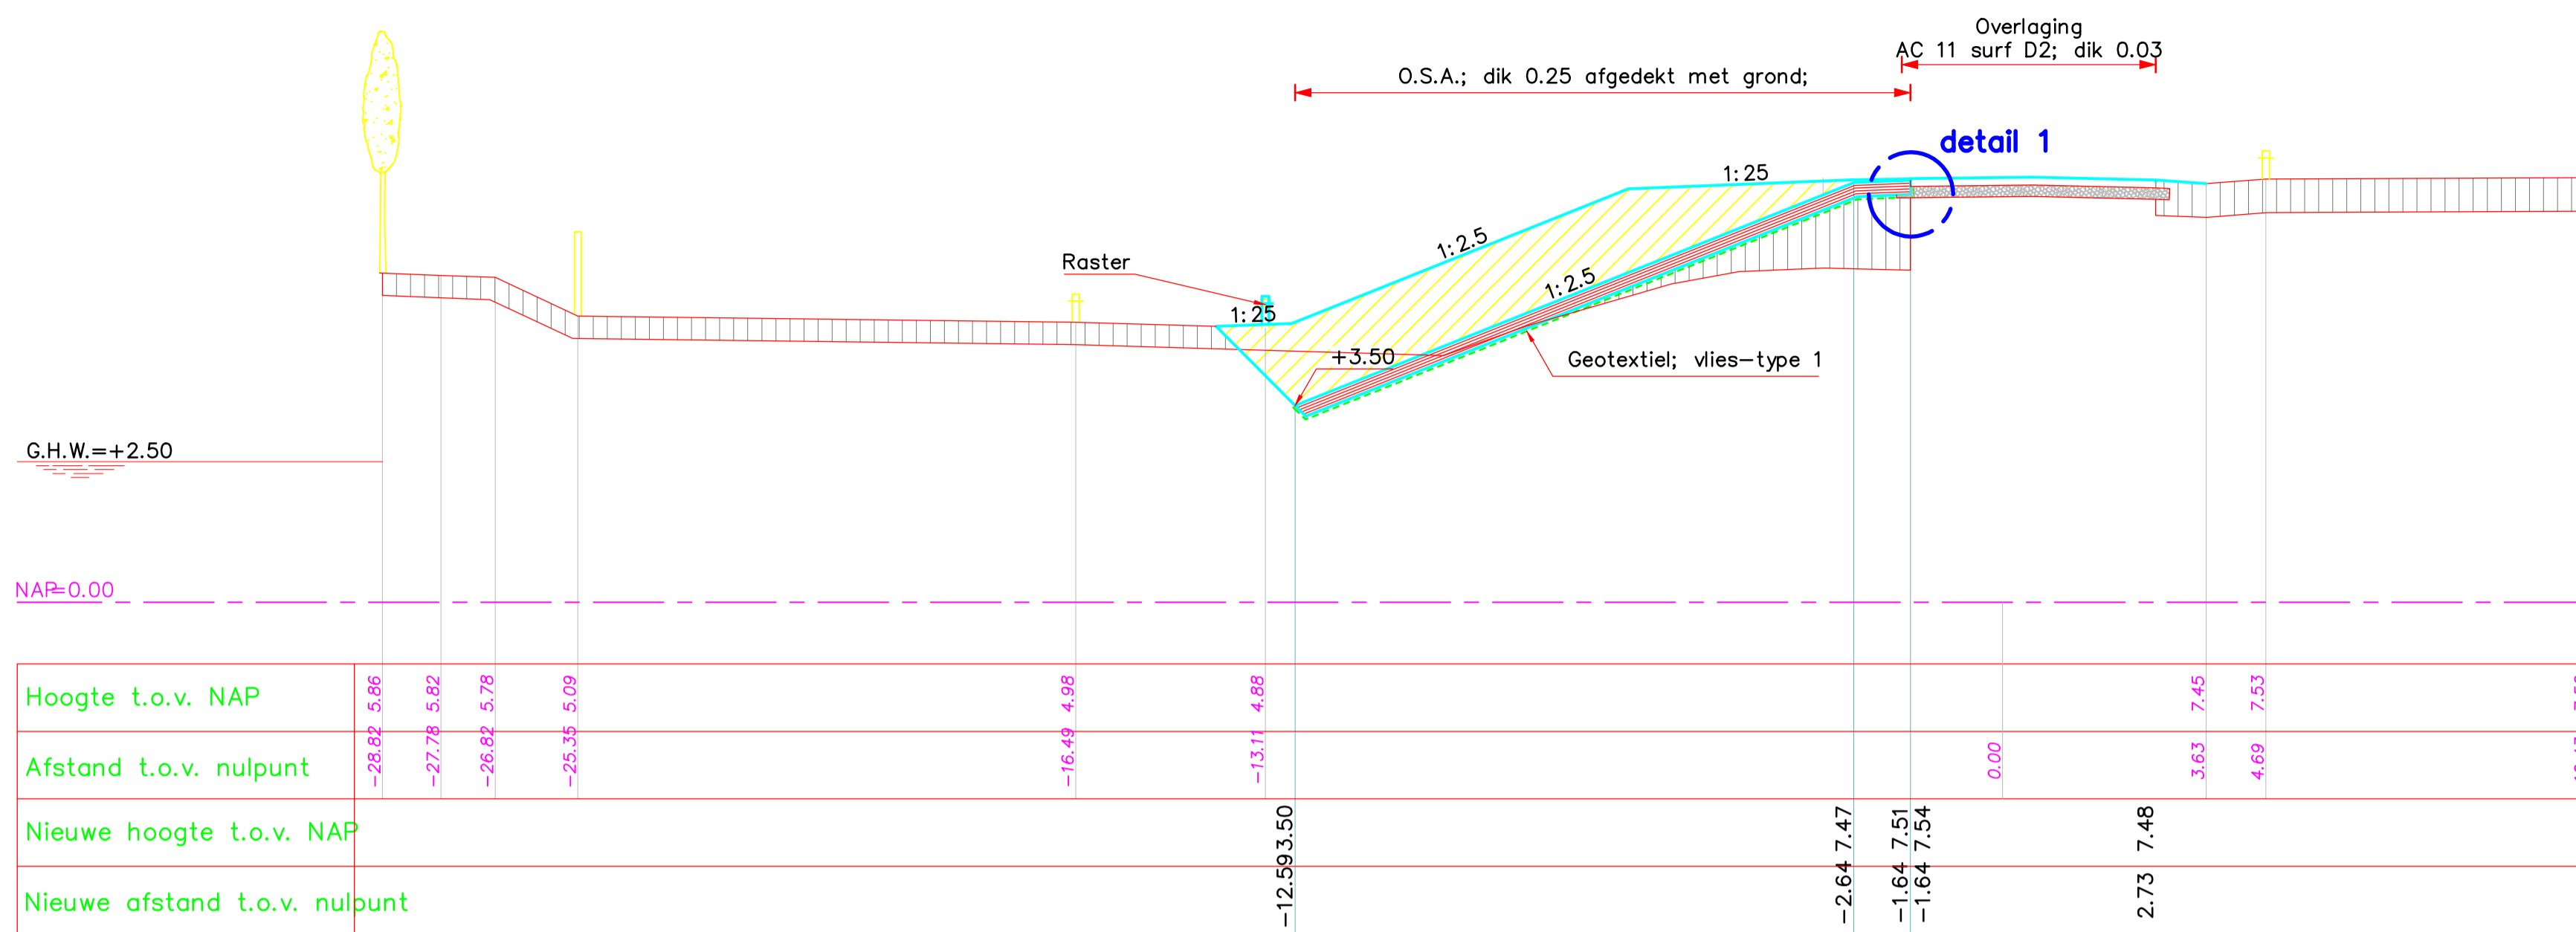 Overlaging
AC 11 surf D2; dik 0.03
O.S.A.; dik 0.25 afgedekt met grond;
detail 1
1:25
1:2.5
Raster
1:2.5
1:25
+3.50
Geotextiel; vlies-type 1
G.H.W.=+2.50
NAP=0.00
Hoogte t.o.v. NAP
5.86
5.82
5.78
5.09
4.98
4.88
7.45
7.53
Afstand t.o.v. nulpunt
-28.82
-27.78
-26.82
-25.35
-16.49
-13.11
0.00
3.63
4.69
Nieuwe hoogte t.o.v. NAP
3.50
7.47
7.51
7.54
7.48
Nieuwe afstand t.o.v. nulpunt
-12.59
-2.64
-1.64
-1.64
2.73